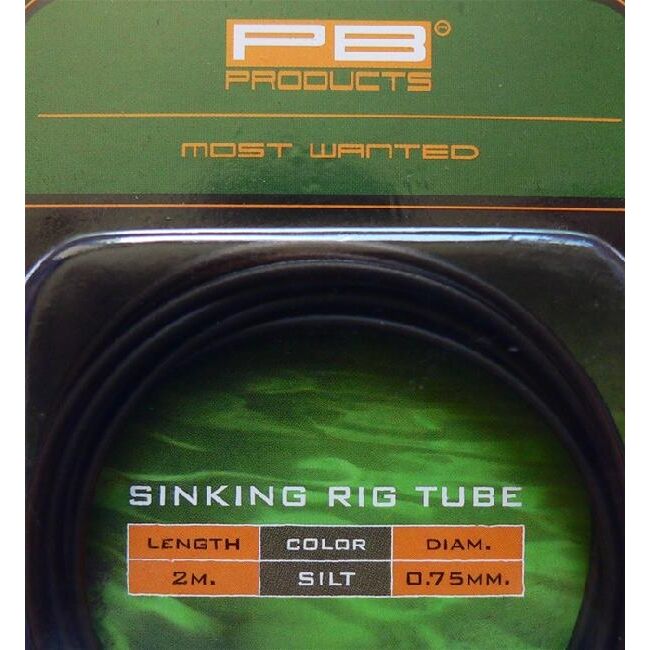 PB®
PRODUCTS
MOST WANTED
SINKING RIG TUBE
LENGTH COLOR DIAM.
2M. SILT 0.75MM.